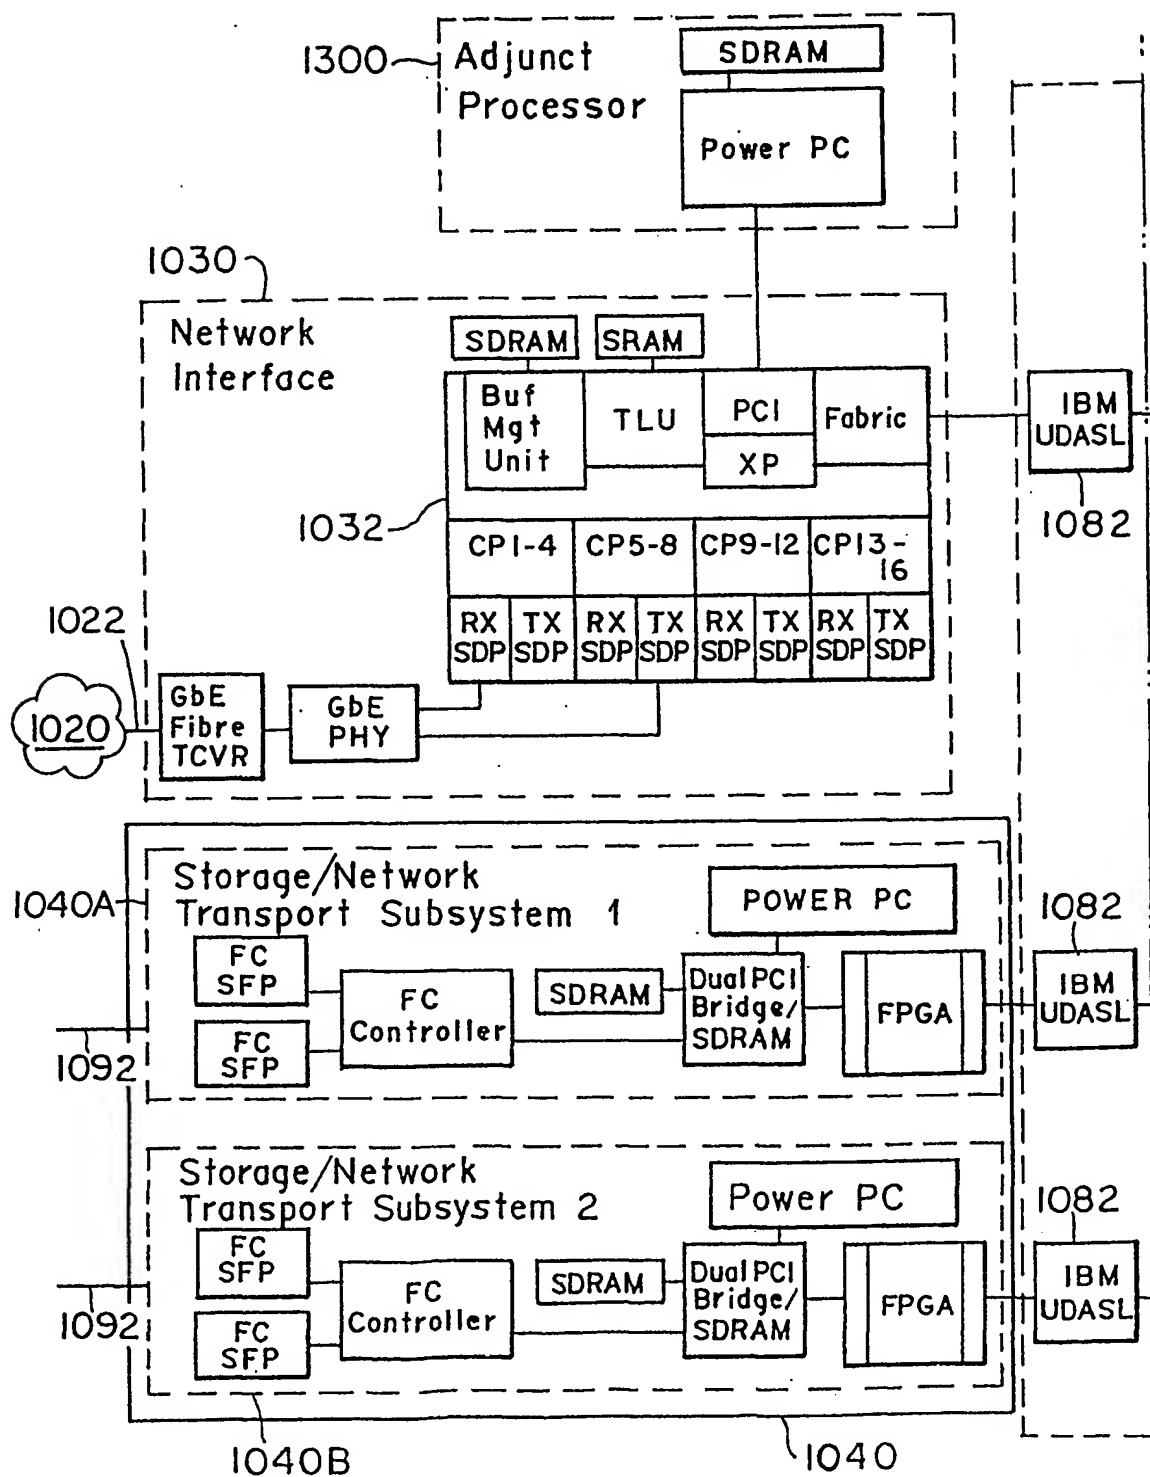 1300
Adjunct
Processor
SDRAM
Power PC
1030
Network
Interface
SDRAM
SRAM
Buf
Mgt
Unit
TLU
PCI
XP
Fabric
IBM
UDASL
1082
1032
CP1-4
CP5-8
CP9-12
CP13-
16
RX
SDP
TX
SDP
RX
SDP
TX
SDP
RX
SDP
TX
SDP
RX
SDP
TX
SDP
1022
1020
GbE
Fibre
TCVR
GbE
PHY
1040A
Storage/Network
Transport Subsystem 1
POWER PC
1082
FC
SFP
FC
SFP
FC
Controller
SDRAM
Dual PCI
Bridge/
SDRAM
FPGA
IBM
UDASL
1092
Storage/Network
Transport Subsystem 2
Power PC
1082
FC
SFP
FC
SFP
FC
Controller
SDRAM
Dual PCI
Bridge/
SDRAM
FPGA
IBM
UDASL
1092
1040B
1040